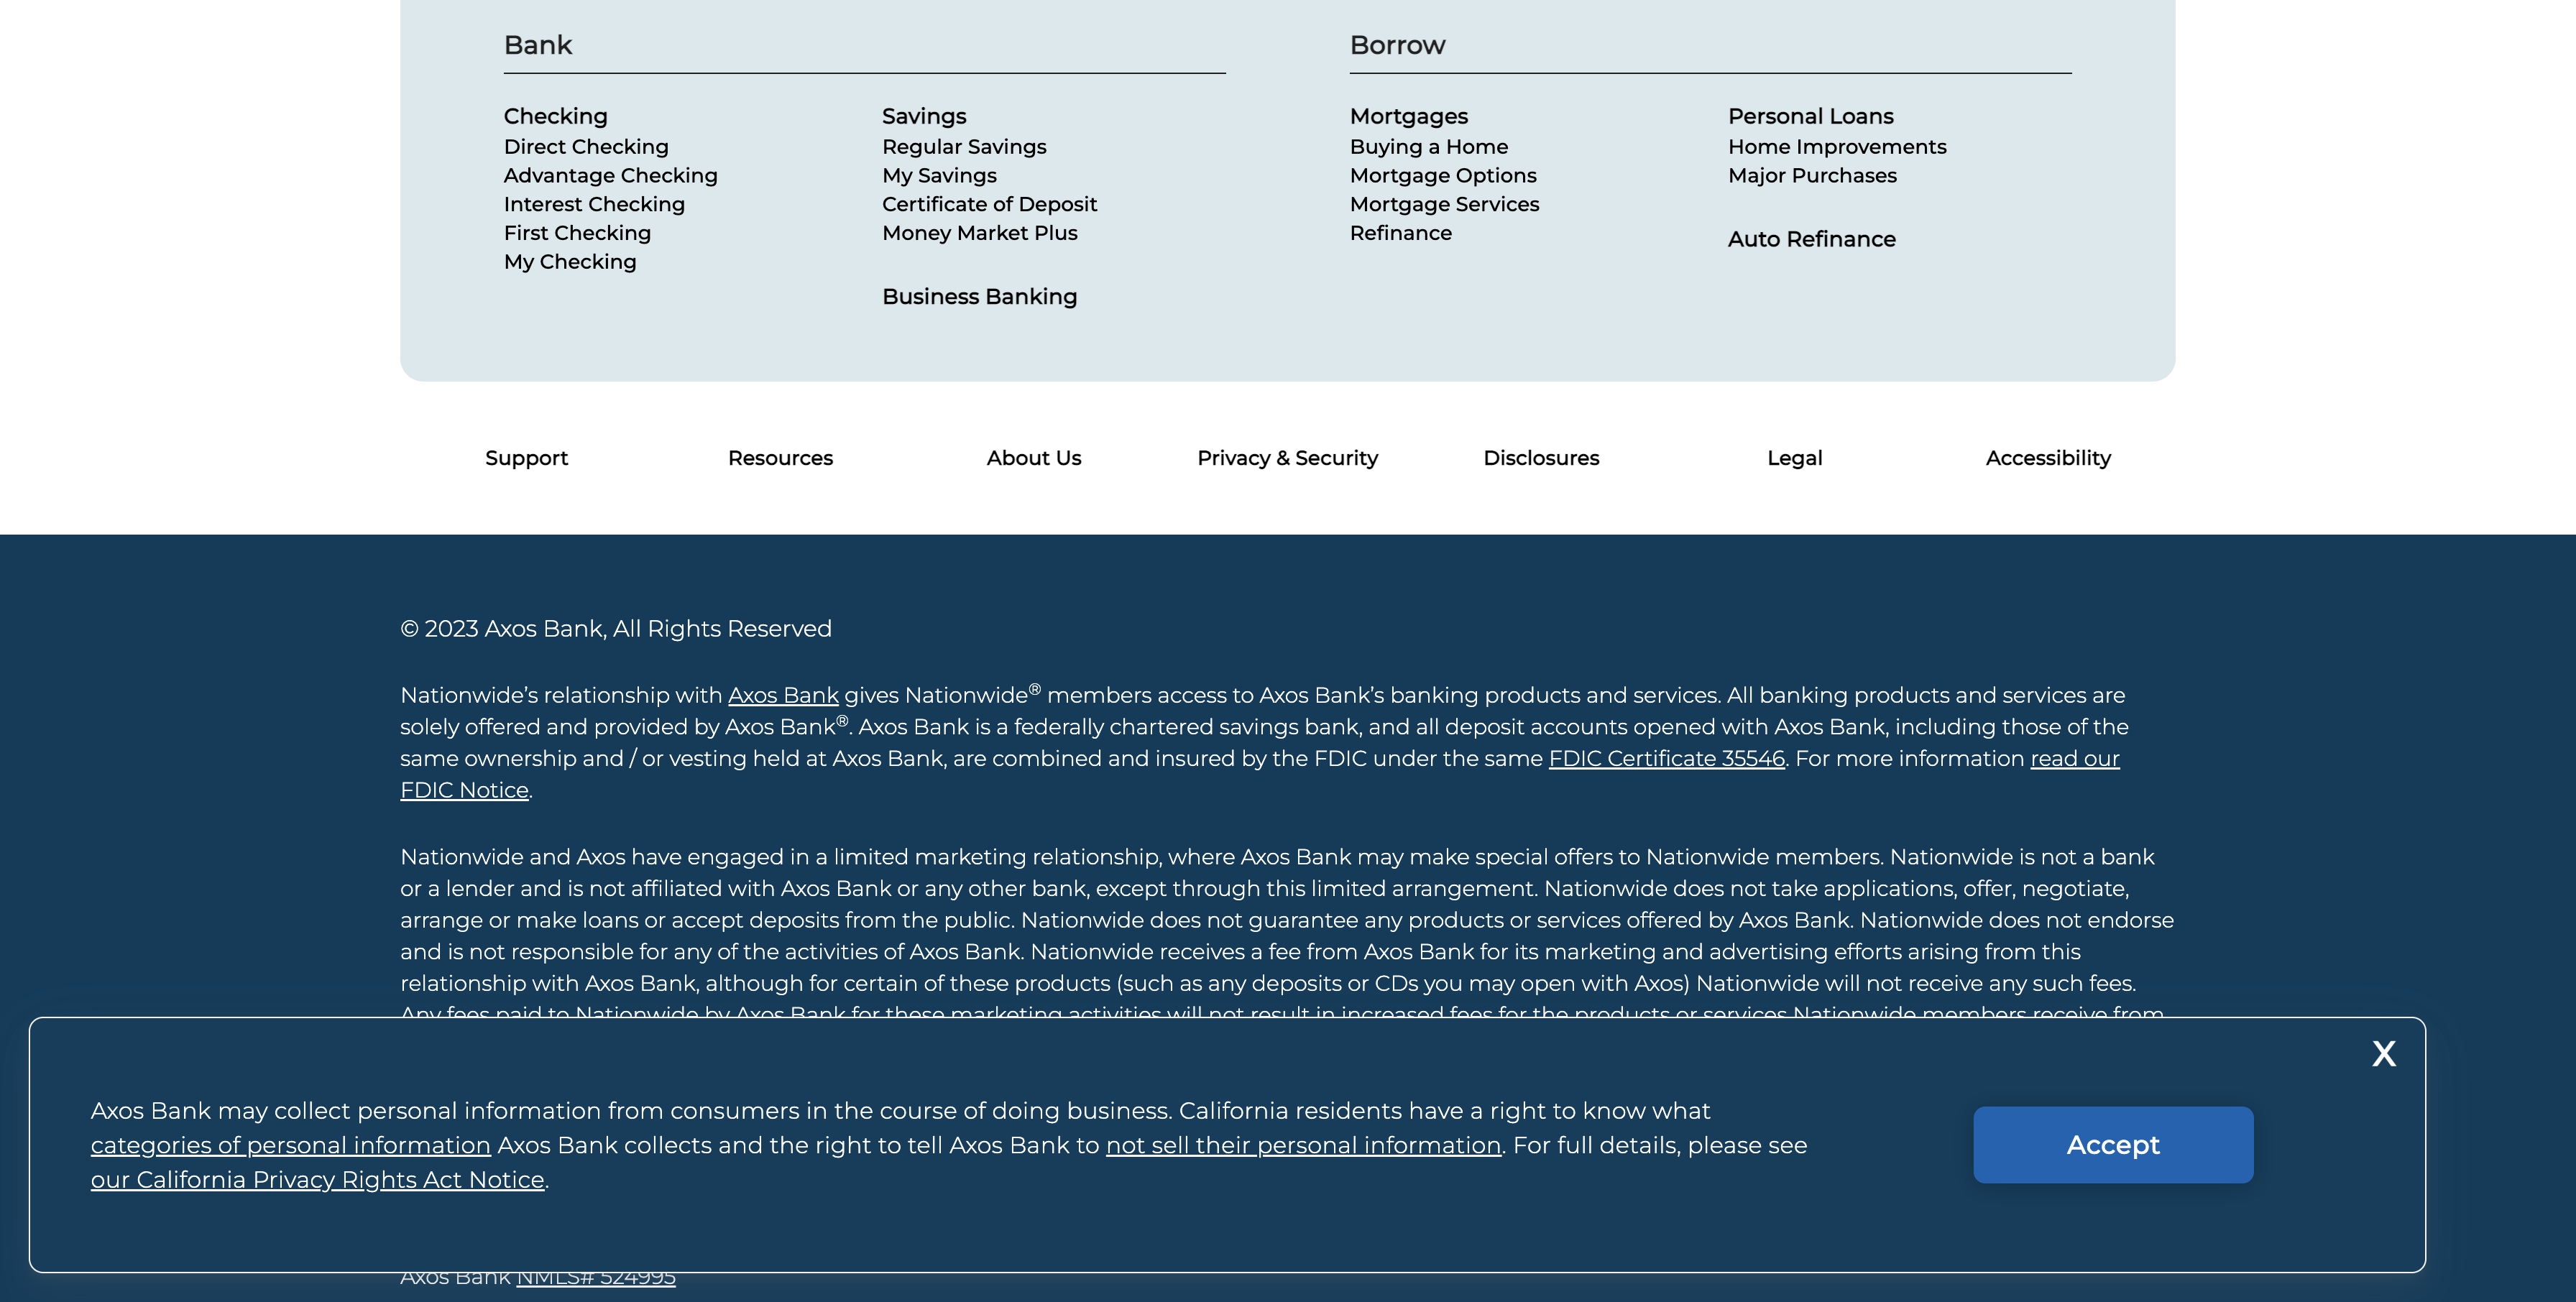 Bank
Checking
Direct Checking
Advantage Checking
Interest Checking
First Checking
My Checking
Savings
Regular Savings
My Savings
Certificate of Deposit
Money Market Plus
Business Banking
Borrow
Mortgages
Buying a Home
Mortgage Options
Mortgage Services
Refinance
Personal Loans
Home Improvements
Major Purchases
Auto Refinance
Support Resources About Us Privacy & Security Disclosures Legal Accessibility
© 2023 Axos Bank, All Rights Reserved
Nationwide’s relationship with Axos Bank gives Nationwide® members access to Axos Bank’s banking products and services. All banking products and services are
solely offered and provided by Axos Bank®. Axos Bank is a federally chartered savings bank, and all deposit accounts opened with Axos Bank, including those of the
same ownership and / or vesting held at Axos Bank, are combined and insured by the FDIC under the same FDIC Certificate 35546. For more information read our
FDIC Notice.
Nationwide and Axos have engaged in a limited marketing relationship, where Axos Bank may make special offers to Nationwide members. Nationwide is not a bank
or a lender and is not affiliated with Axos Bank or any other bank, except through this limited arrangement. Nationwide does not take applications, offer, negotiate,
arrange or make loans or accept deposits from the public. Nationwide does not guarantee any products or services offered by Axos Bank. Nationwide does not endorse
and is not responsible for any of the activities of Axos Bank. Nationwide receives a fee from Axos Bank for its marketing and advertising efforts arising from this
relationship with Axos Bank, although for certain of these products (such as any deposits or CDs you may open with Axos) Nationwide will not receive any such fees.
Any fees paid to Nationwide by Axos Bank for these marketing activities will not result in increased fees for the products or services Nationwide members receive from
X
Axos Bank may collect personal information from consumers in the course of doing business. California residents have a right to know what
categories of personal information Axos Bank collects and the right to tell Axos Bank to not sell their personal information. For full details, please see
our California Privacy Rights Act Notice.
Accept
Axos Bank NMLS# 524995